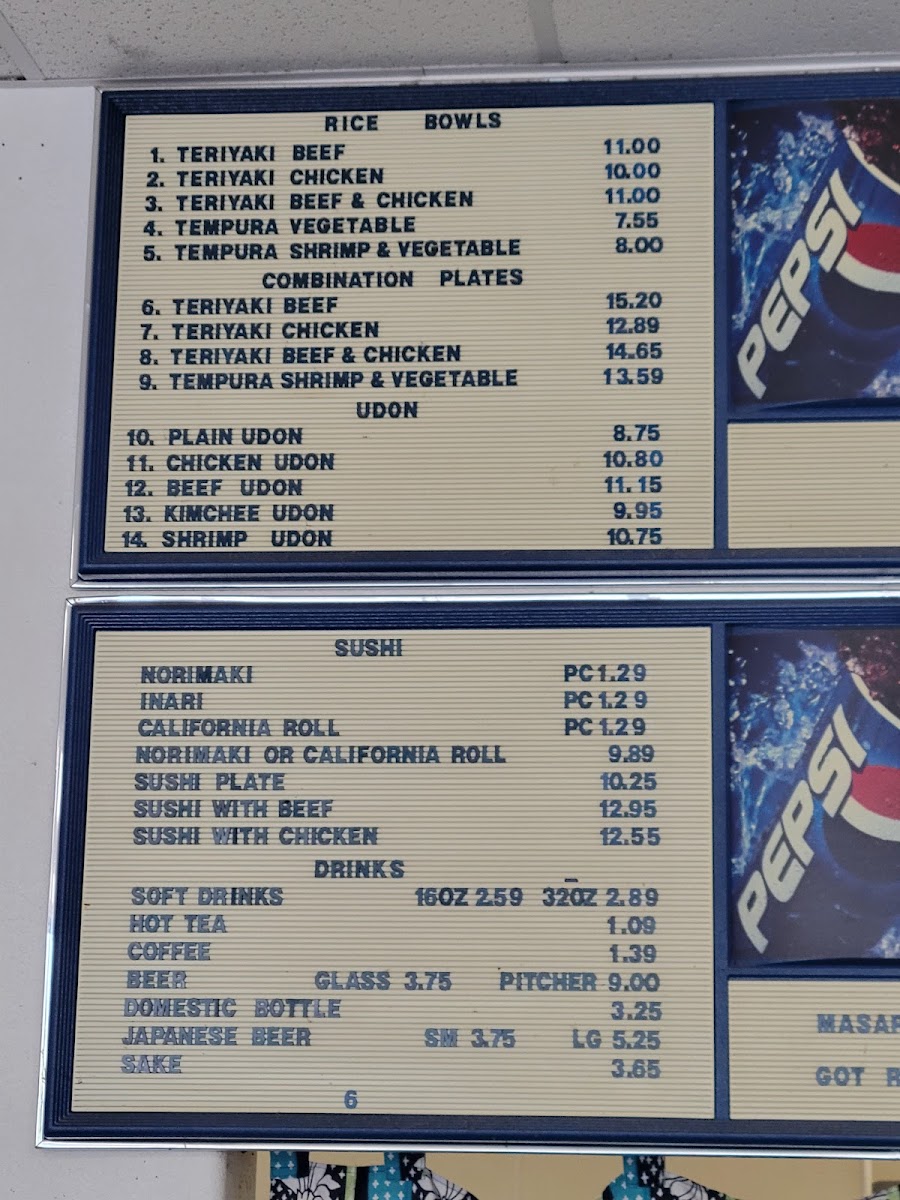 RICE BOWLS
1. TERIYAKI BEEF 11.00
2. TERIYAKI CHICKEN 10.00
3. TERIYAKI BEEF & CHICKEN 11.00
4. TEMPURA VEGETABLE 7.55
5. TEMPURA SHRIMP & VEGETABLE 8.00
COMBINATION PLATES
6. TERIYAKI BEEF 15.20
7. TERIYAKI CHICKEN 12.89
8. TERIYAKI BEEF & CHICKEN 14.65
9. TEMPURA SHRIMP & VEGETABLE 13.59
UDON
10. PLAIN UDON 8.75
11. CHICKEN UDON 10.80
12. BEEF UDON 11.15
13. KIMCHEE UDON 9.95
14. SHRIMP UDON 10.75
PEPSI
SUSHI
NORIMAKI PC 1.29
INARI PC 1.29
CALIFORNIA ROLL PC 1.29
NORIMAKI OR CALIFORNIA ROLL 9.89
SUSHI PLATE 10.25
SUSHI WITH BEEF 12.95
SUSHI WITH CHICKEN 12.55
DRINKS
SOFT DRINKS 16OZ 2.59 32OZ 2.89
HOT TEA 1.09
COFFEE 1.39
BEER GLASS 3.75 PITCHER 9.00
DOMESTIC BOTTLE 3.25
JAPANESE BEER SM 3.75 LG 5.25
SAKE 3.65
6
PEPSI
GOT